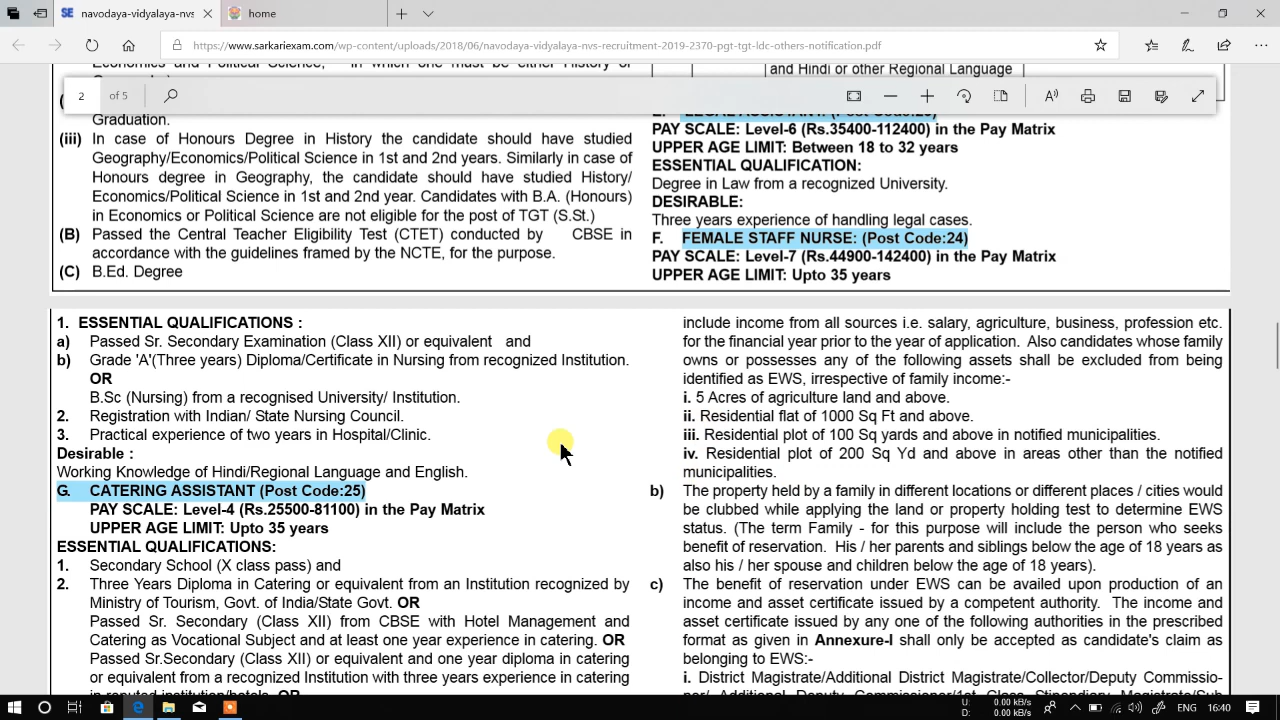 navodaya-vidyalaya-nvs
home
https://www.sarkariexam.com/wp-content/uploads/2018/06/navodaya-vidyalaya-nvs-recruitment-2019-2370-pgt-tgt-ldc-others-notification.pdf
2 of 5
Graduation.
(iii) In case of Honours Degree in History the candidate should have studied
Geography/Economics/Political Science in 1st and 2nd years. Similarly in case of
Honours degree in Geography, the candidate should have studied History/
Economics/Political Science in 1st and 2nd year. Candidates with B.A. (Honours)
in Economics or Political Science are not eligible for the post of TGT (S.St.)
(B) Passed the Central Teacher Eligibility Test (CTET) conducted by CBSE in
accordance with the guidelines framed by the NCTE, for the purpose.
(C) B.Ed. Degree
and Hindi or other Regional Language
PAY SCALE: Level-6 (Rs.35400-112400) in the Pay Matrix
UPPER AGE LIMIT: Between 18 to 32 years
ESSENTIAL QUALIFICATION:
Degree in Law from a recognized University.
DESIRABLE:
Three years experience of handling legal cases.
F. FEMALE STAFF NURSE: (Post Code:24)
PAY SCALE: Level-7 (Rs.44900-142400) in the Pay Matrix
UPPER AGE LIMIT: Upto 35 years
1. ESSENTIAL QUALIFICATIONS :
a) Passed Sr. Secondary Examination (Class XII) or equivalent and
b) Grade 'A'(Three years) Diploma/Certificate in Nursing from recognized Institution.
OR
B.Sc (Nursing) from a recognised University/ Institution.
2. Registration with Indian/ State Nursing Council.
3. Practical experience of two years in Hospital/Clinic.
Desirable :
Working Knowledge of Hindi/Regional Language and English.
G. CATERING ASSISTANT (Post Code:25)
PAY SCALE: Level-4 (Rs.25500-81100) in the Pay Matrix
UPPER AGE LIMIT: Upto 35 years
ESSENTIAL QUALIFICATIONS:
1. Secondary School (X class pass) and
2. Three Years Diploma in Catering or equivalent from an Institution recognized by
Ministry of Tourism, Govt. of India/State Govt. OR
Passed Sr. Secondary (Class XII) from CBSE with Hotel Management and
Catering as Vocational Subject and at least one year experience in catering. OR
Passed Sr.Secondary (Class XII) or equivalent and one year diploma in catering
or equivalent from a recognized Institution with three years experience in catering
include income from all sources i.e. salary, agriculture, business, profession etc.
for the financial year prior to the year of application. Also candidates whose family
owns or possesses any of the following assets shall be excluded from being
identified as EWS, irrespective of family income:-
i. 5 Acres of agriculture land and above.
ii. Residential flat of 1000 Sq Ft and above.
iii. Residential plot of 100 Sq yards and above in notified municipalities.
iv. Residential plot of 200 Sq Yd and above in areas other than the notified
municipalities.
b) The property held by a family in different locations or different places / cities would
be clubbed while applying the land or property holding test to determine EWS
status. (The term Family - for this purpose will include the person who seeks
benefit of reservation. His / her parents and siblings below the age of 18 years as
also his / her spouse and children below the age of 18 years).
c) The benefit of reservation under EWS can be availed upon production of an
income and asset certificate issued by a competent authority. The income and
asset certificate issued by any one of the following authorities in the prescribed
format as given in Annexure-I shall only be accepted as candidate's claim as
belonging to EWS:-
i. District Magistrate/Additional District Magistrate/Collector/Deputy Commissio-
U: 0.00 kB/s
D: 0.00 kB/s
ENG 16:40